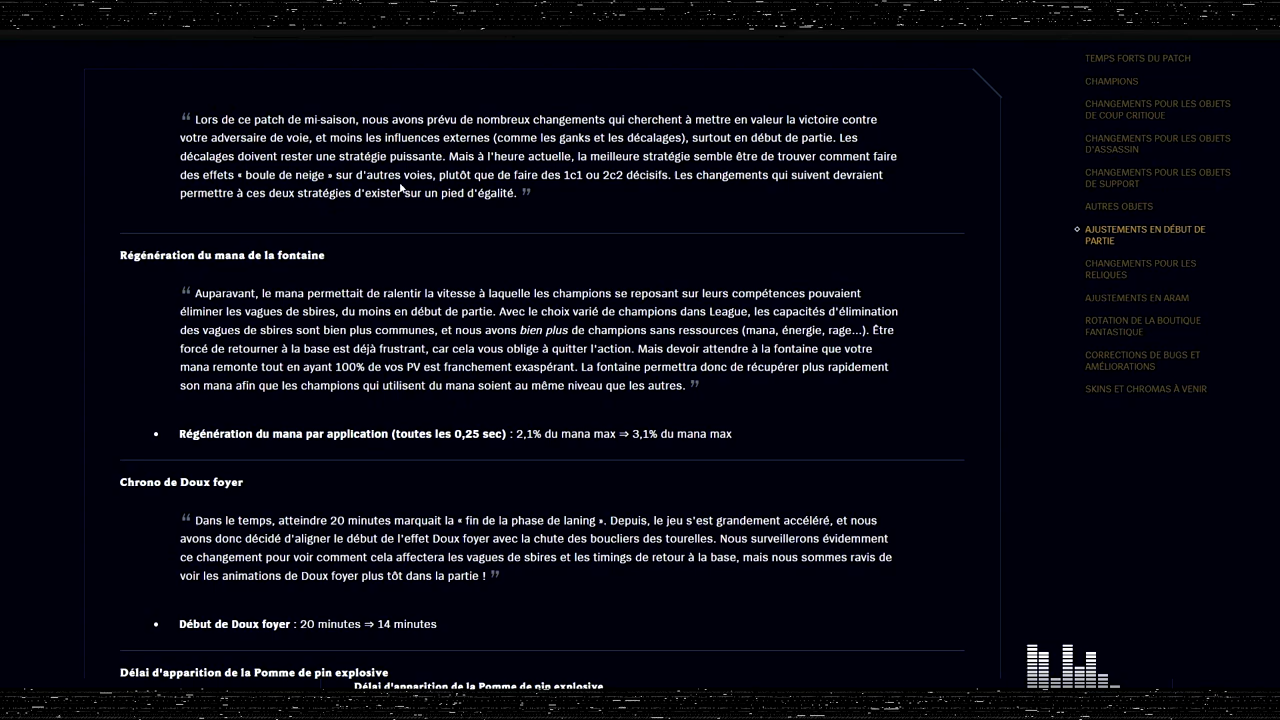 “ Lors de ce patch de mi-saison, nous avons prévu de nombreux changements qui cherchent à mettre en valeur la victoire contre
votre adversaire de voie, et moins les influences externes (comme les ganks et les décalages), surtout en début de partie. Les
décalages doivent rester une stratégie puissante. Mais à l'heure actuelle, la meilleure stratégie semble être de trouver comment faire
des effets « boule de neige » sur d'autres voies, plutôt que de faire des 1c1 ou 2c2 décisifs. Les changements qui suivent devraient
permettre à ces deux stratégies d'exister sur un pied d'égalité. ”
Régénération du mana de la fontaine
“ Auparavant, le mana permettait de ralentir la vitesse à laquelle les champions se reposant sur leurs compétences pouvaient
éliminer les vagues de sbires, du moins en début de partie. Avec le choix varié de champions dans League, les capacités d'élimination
des vagues de sbires sont bien plus communes, et nous avons bien plus de champions sans ressources (mana, énergie, rage...). Être
forcé de retourner à la base est déjà frustrant, car cela vous oblige à quitter l'action. Mais devoir attendre à la fontaine que votre
mana remonte tout en ayant 100% de vos PV est franchement exaspérant. La fontaine permettra donc de récupérer plus rapidement
son mana afin que les champions qui utilisent du mana soient au même niveau que les autres. ”
• Régénération du mana par application (toutes les 0,25 sec) : 2,1% du mana max ⇒ 3,1% du mana max
Chrono de Doux foyer
“ Dans le temps, atteindre 20 minutes marquait la « fin de la phase de laning ». Depuis, le jeu s'est grandement accéléré, et nous
avons donc décidé d'aligner le début de l'effet Doux foyer avec la chute des boucliers des tourelles. Nous surveillerons évidemment
ce changement pour voir comment cela affectera les vagues de sbires et les timings de retour à la base, mais nous sommes ravis de
voir les animations de Doux foyer plus tôt dans la partie ! ”
• Début de Doux foyer : 20 minutes ⇒ 14 minutes
Délai d'apparition de la Pomme de pin explosive
Délai d'apparition de la Pomme de pin explosive
TEMPS FORTS DU PATCH
CHAMPIONS
CHANGEMENTS POUR LES OBJETS
DE COUP CRITIQUE
CHANGEMENTS POUR LES OBJETS
D'ASSASSIN
CHANGEMENTS POUR LES OBJETS
DE SUPPORT
AUTRES OBJETS
AJUSTEMENTS EN DÉBUT DE
PARTIE
CHANGEMENTS POUR LES
RELIQUES
AJUSTEMENTS EN ARAM
ROTATION DE LA BOUTIQUE
FANTASTIQUE
CORRECTIONS DE BUGS ET
AMÉLIORATIONS
SKINS ET CHROMAS À VENIR